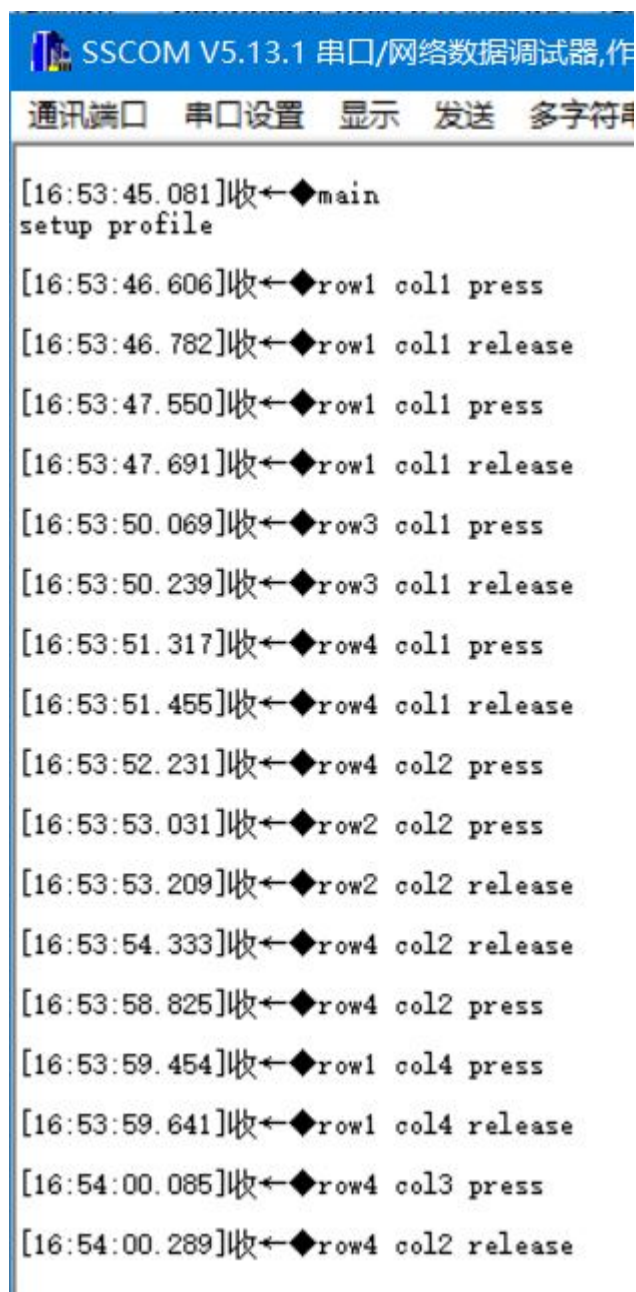 SSCOM V5.13.1 串口/网络数据调试器,作
通讯端口 串口设置 显示 发送 多字符串
[16:53:45.081]收←◆main
setup profile
[16:53:46.606]收←◆row1 col1 press
[16:53:46.782]收←◆row1 col1 release
[16:53:47.550]收←◆row1 col1 press
[16:53:47.691]收←◆row1 col1 release
[16:53:50.069]收←◆row3 col1 press
[16:53:50.239]收←◆row3 col1 release
[16:53:51.317]收←◆row4 col1 press
[16:53:51.455]收←◆row4 col1 release
[16:53:52.231]收←◆row4 col2 press
[16:53:53.031]收←◆row2 col2 press
[16:53:53.209]收←◆row2 col2 release
[16:53:54.333]收←◆row4 col2 release
[16:53:58.825]收←◆row4 col2 press
[16:53:59.454]收←◆row1 col4 press
[16:53:59.641]收←◆row1 col4 release
[16:54:00.085]收←◆row4 col3 press
[16:54:00.289]收←◆row4 col2 release